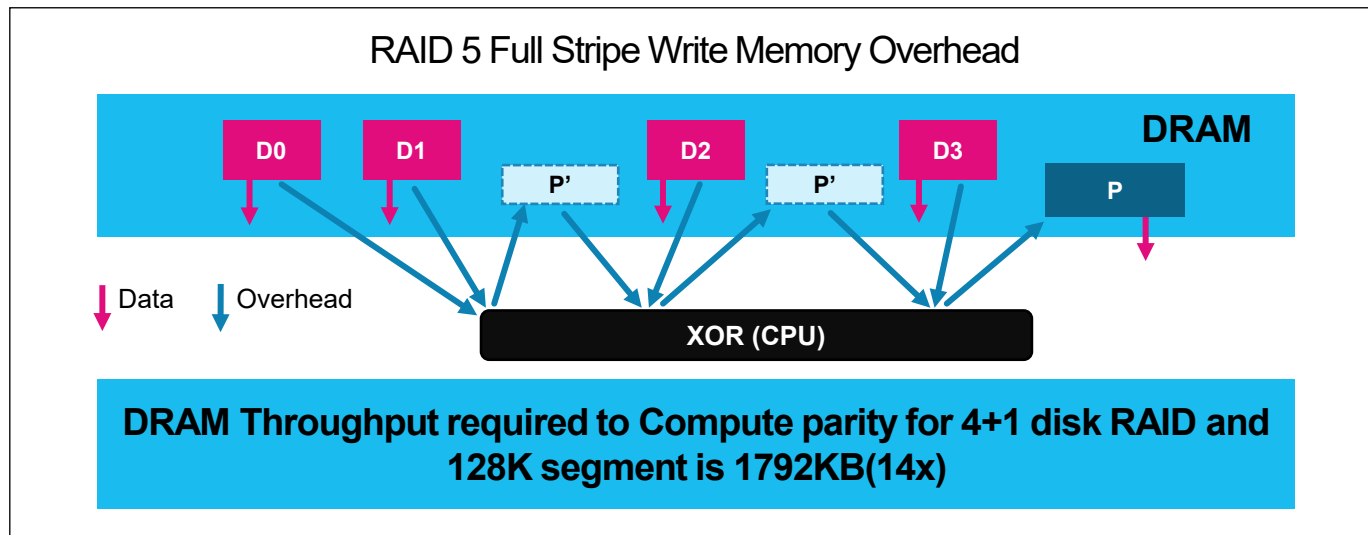 RAID 5 Full Stripe Write Memory Overhead
DRAM
D0
D1
D2
D3
P'
P'
P
Data
Overhead
XOR (CPU)
DRAM Throughput required to Compute parity for 4+1 disk RAID and
128K segment is 1792KB(14x)